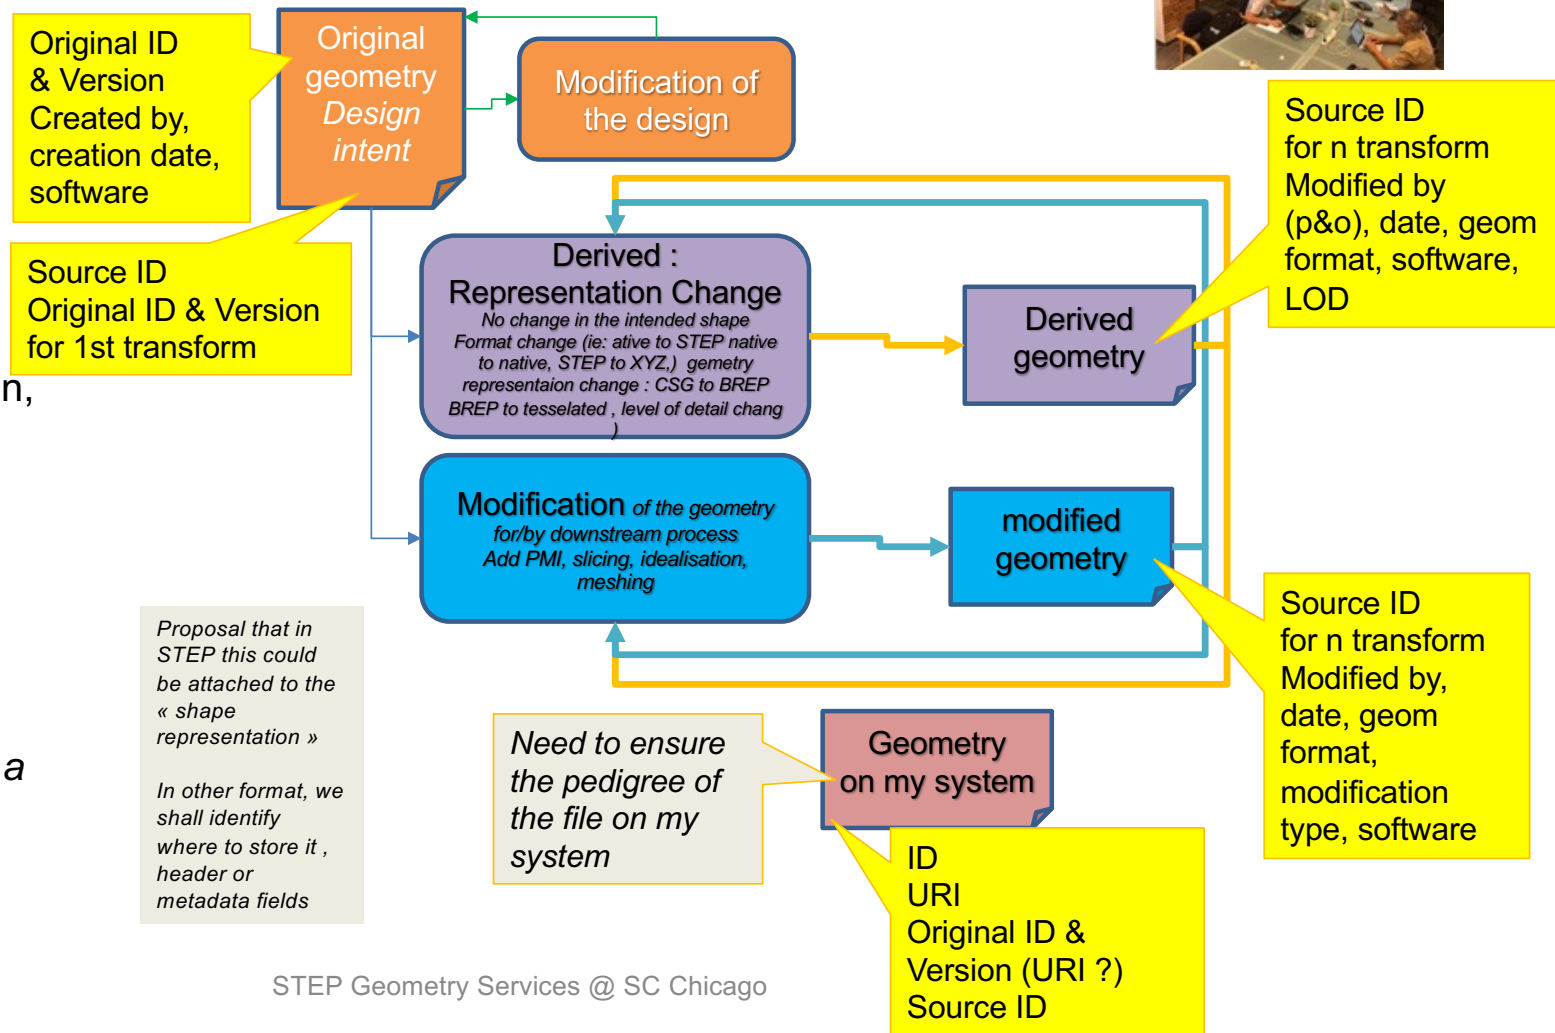 Original ID
& Version
Created by,
creation date,
software
Original
geometry
Design
intent
Modification of
the design
Source ID
for n transform
Modified by
(p&o), date, geom
format, software,
LOD
Source ID
Original ID & Version
for 1st transform
n,
Derived :
Representation Change
No change in the intended shape
Format change (ie: ative to STEP native
to native, STEP to XYZ,) gemetry
representaion change : CSG to BREP
BREP to tesselated , level of detail chang
)
Derived
geometry
Modification of the geometry
for/by downstream process
Add PMI, slicing, idealisation,
meshing
modified
geometry
Source ID
for n transform
Modified by,
date, geom
format,
modification
type, software
Proposal that in
STEP this could
be attached to the
« shape
representation »
In other format, we
shall identify
where to store it ,
header or
metadata fields
a
Need to ensure
the pedigree of
the file on my
system
Geometry
on my system
ID
URI
Original ID &
Version (URI ?)
Source ID
STEP Geometry Services @ SC Chicago